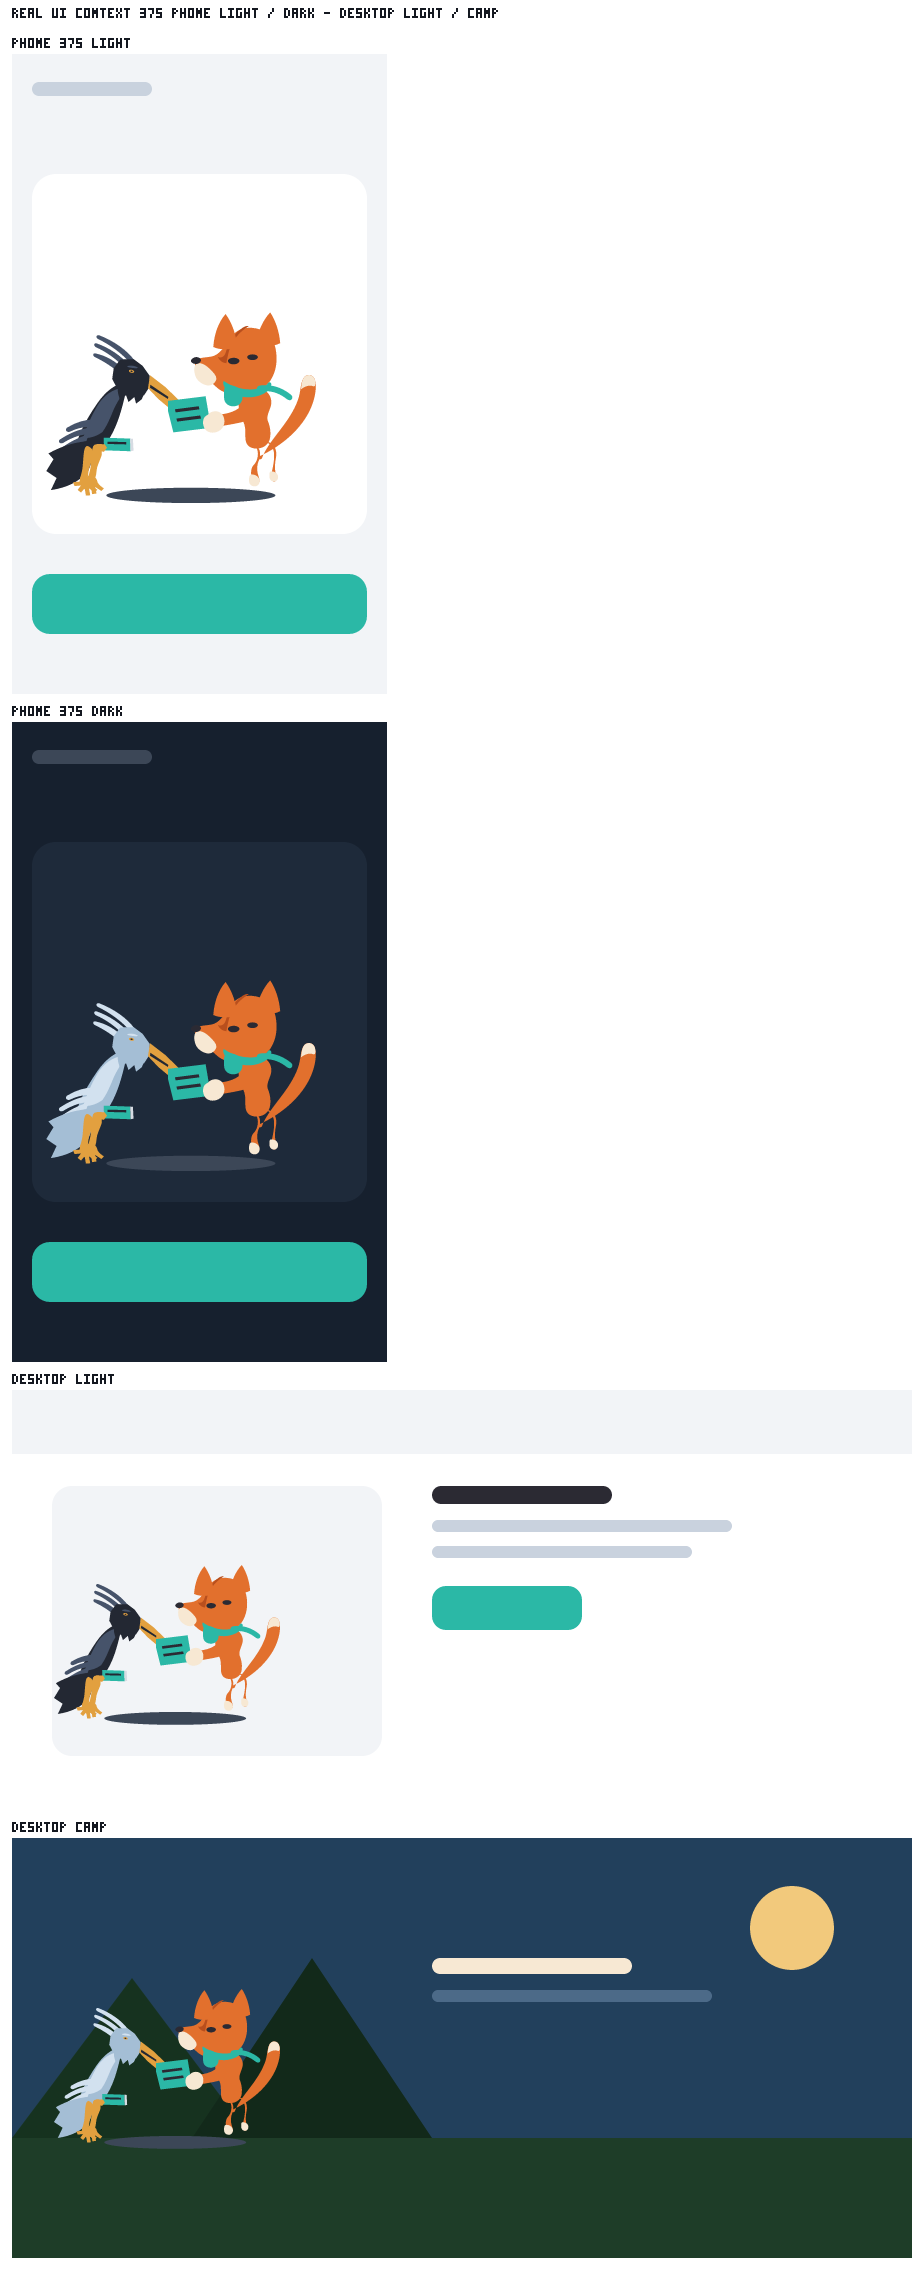 REAL UI CONTEXT 375 PHONE LIGHT / DARK - DESKTOP LIGHT / CAMP
PHONE 375 LIGHT
PHONE 375 DARK
DESKTOP LIGHT
DESKTOP CAMP